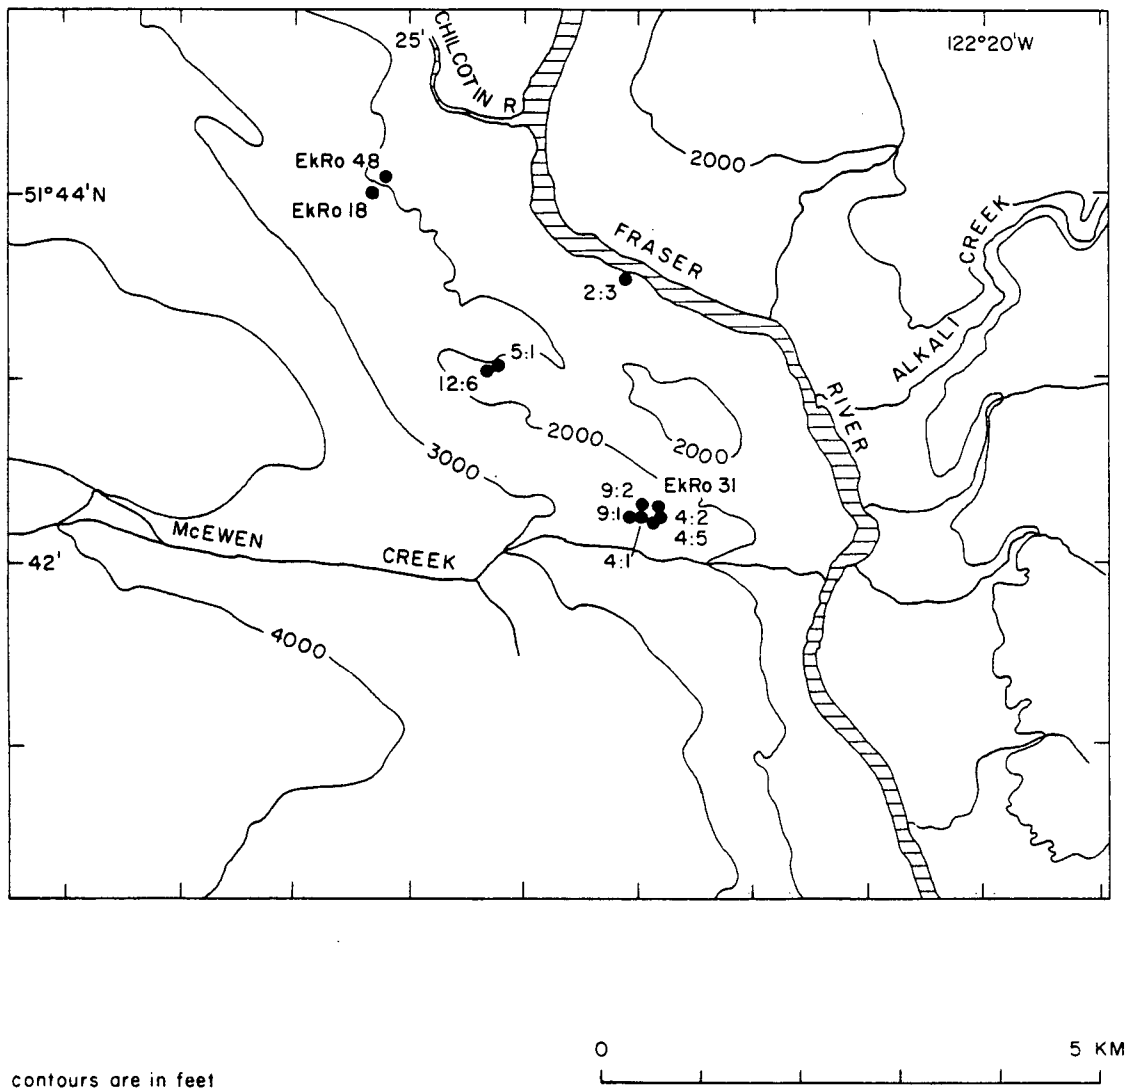 25'
CHILCOTIN R
122°20'W
2000
EkRo 48
51°44'N
EkRo 18
CREEK
FRASER
2:3
ALKALI
5:1
12:6
RIVER
2000
2000
3000
EkRo 31
9:2
9:1
4:2
McEWEN
4:5
42'
CREEK
4:1
4000
0 5 KM
contours are in feet